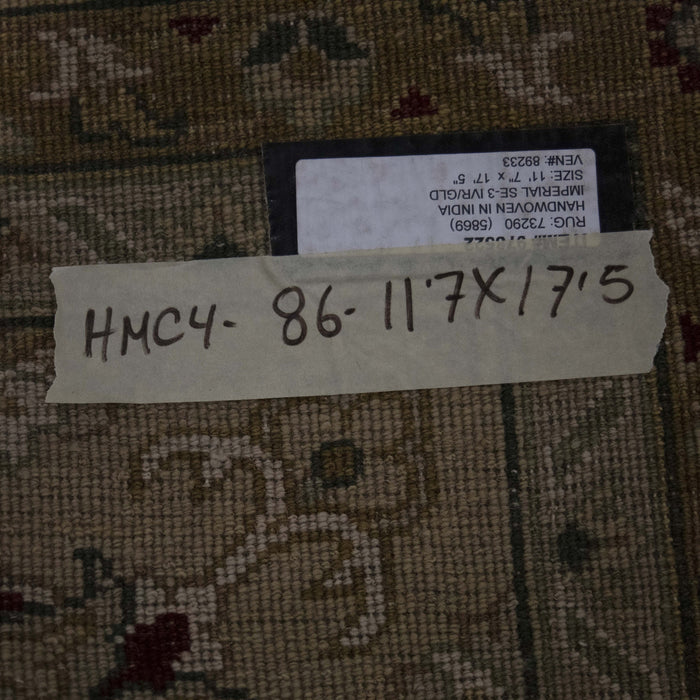 VEN#: 89233
SIZE: 11' 7" x 17' 5"
IMPERIAL SE-3 IVR/GLD
HANDWOVEN IN INDIA
RUG: 73290 (5869)
HMC4- 86- 11'7X17'5